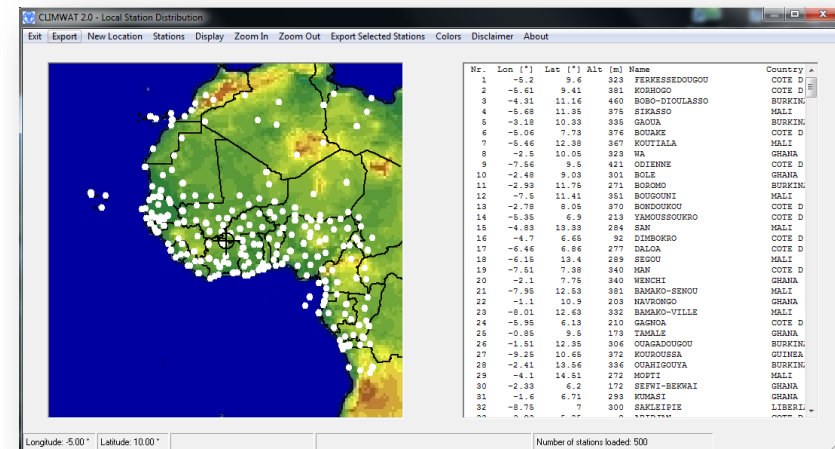 CLIMWAT 2.0 - Local Station Distribution
Exit Export New Location Stations Display Zoom In Zoom Out Export Selected Stations Colors Disclaimer About
Nr. Lon [°] Lat [°] Alt [m] Name Country
1 -5.2 9.6 323 FERKESSEDOUGOU COTE D
2 -5.61 9.41 381 KORHOGO COTE D
3 -4.31 11.16 460 BOBO-DIOULASSO BURKIN
4 -5.68 11.35 375 SIKASSO MALI
5 -3.18 10.33 335 GAOUA BURKIN
6 -5.06 7.73 376 BOUAKE COTE D
7 -5.46 12.38 367 KOUTIALA MALI
8 -2.5 10.05 323 WA GHANA
9 -7.56 9.5 421 ODIENNE COTE D
10 -2.48 9.03 301 BOLE GHANA
11 -2.93 11.75 271 BOROMO BURKIN
12 -7.5 11.41 351 BOUGOUNI MALI
13 -2.78 8.05 370 BONDOUKOU COTE D
14 -5.35 6.9 213 YAMOUSSOUKRO COTE D
15 -4.83 13.33 284 SAN MALI
16 -4.7 6.65 92 DIMBOKRO COTE D
17 -6.46 6.86 277 DALOA COTE D
18 -6.15 13.4 289 SEGOU MALI
19 -7.51 7.38 340 MAN COTE D
20 -2.1 7.75 340 WENCHI GHANA
21 -7.95 12.53 381 BAMAKO-SENOU MALI
22 -1.1 10.9 203 NAVRONGO GHANA
23 -8.01 12.63 332 BAMAKO-VILLE MALI
24 -5.95 6.13 210 GAGNOA COTE D
25 -0.85 9.5 173 TAMALE GHANA
26 -1.51 12.35 306 OUAGADOUGOU BURKIN
27 -9.25 10.65 372 KOUROUSSA GUINEA
28 -2.41 13.56 336 OUAHIGOUYA BURKIN
29 -4.1 14.51 272 MOPTI MALI
30 -2.33 6.2 172 SEFWI-BEKWAI GHANA
31 -1.6 6.71 293 KUMASI GHANA
32 -8.75 7 300 SAKLEIPIE LIBERI
Longitude: -5.00 ° Latitude: 10.00 ° Number of stations loaded: 500